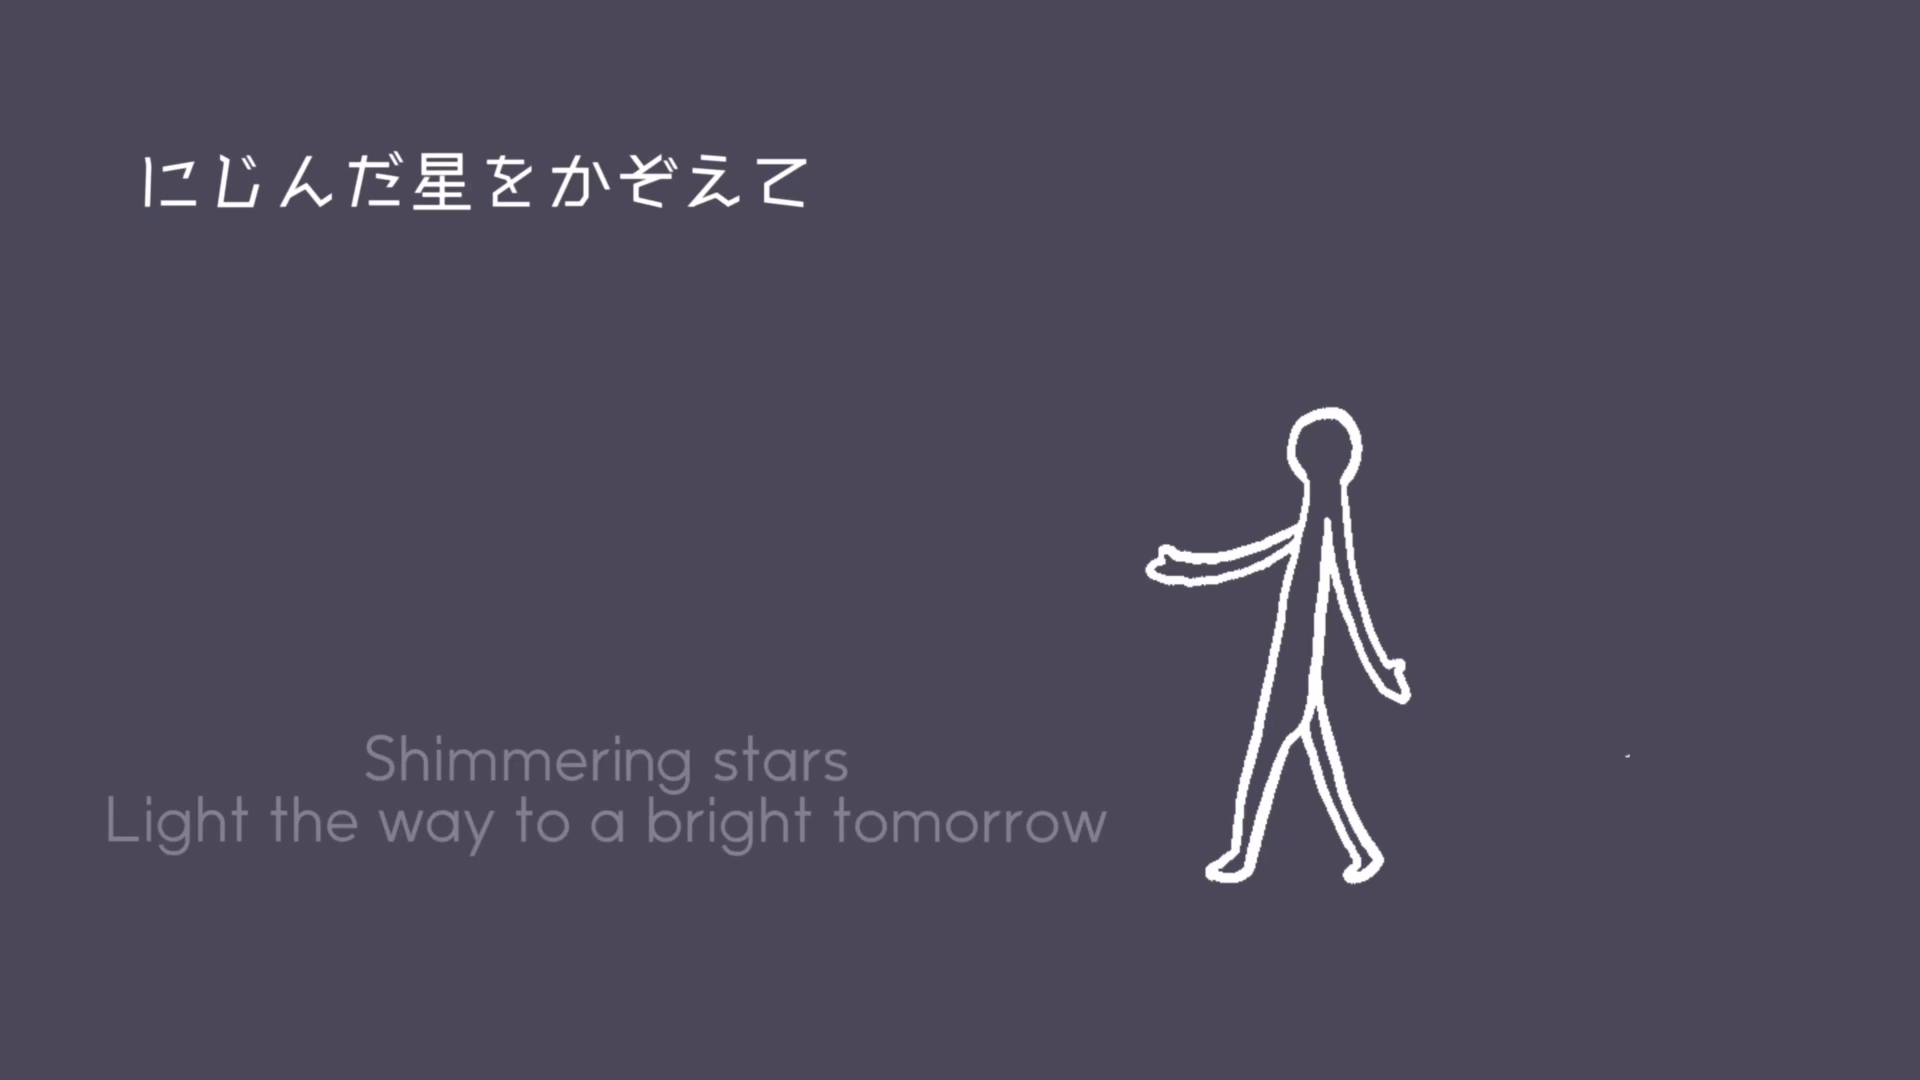 にじんだ星をかぞえて
Shimmering stars
Light the way to a bright tomorrow